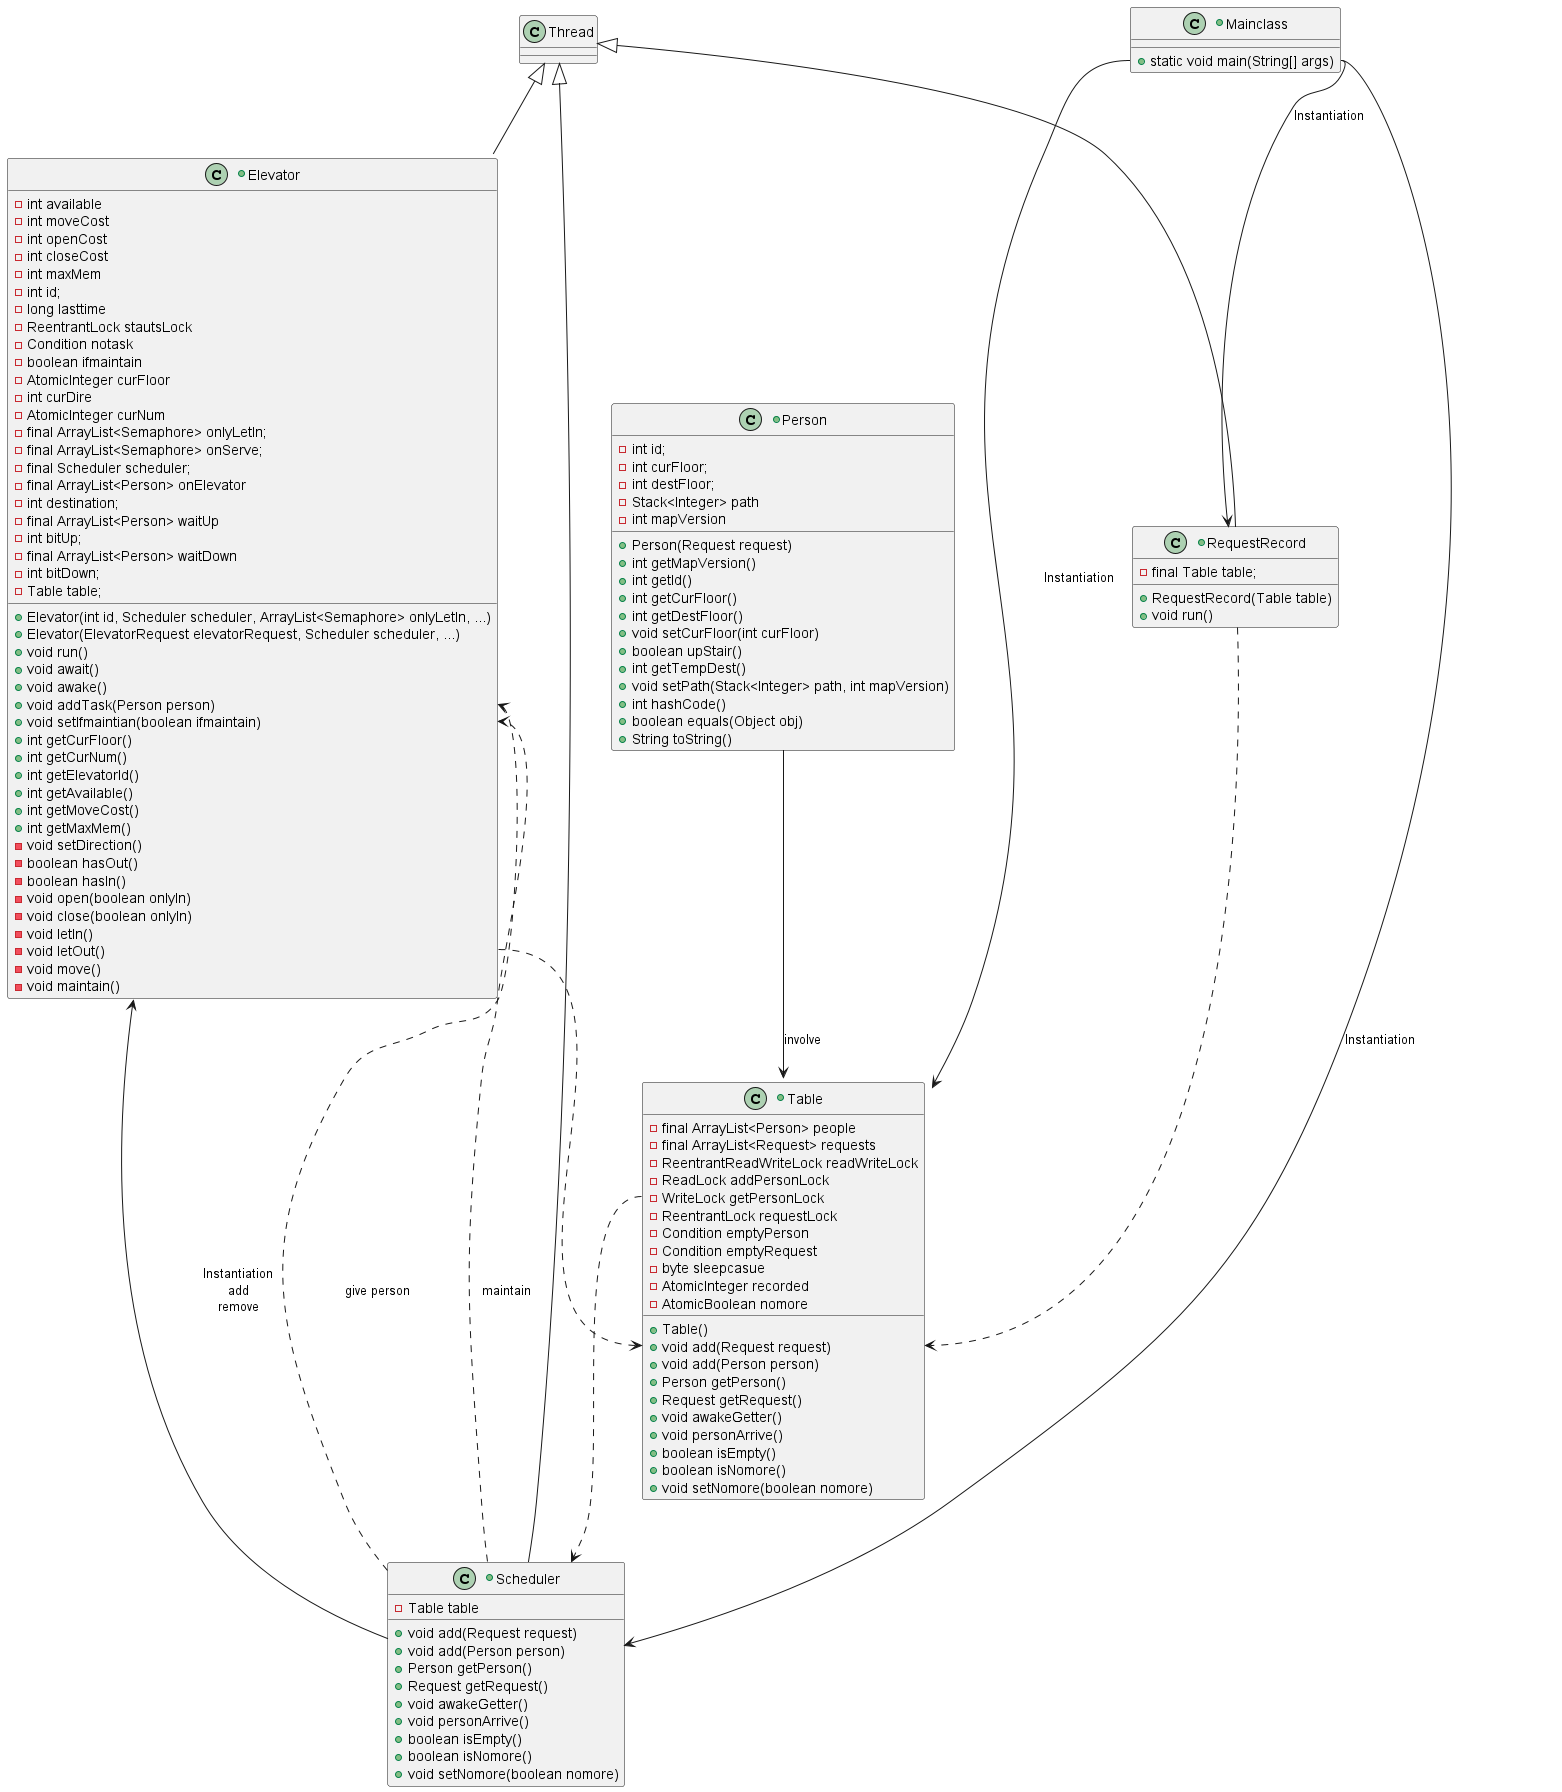 C Thread
C Mainclass
static void main(String[] args)
Instantiation
C Elevator
int available
int moveCost
int openCost
int closeCost
int maxMem
int id;
long lasttime
ReentrantLock stautsLock
Condition notask
boolean ifmaintain
AtomicInteger curFloor
int curDire
AtomicInteger curNum
final ArrayList<Semaphore> onlyLetIn;
final ArrayList<Semaphore> onServe;
final Scheduler scheduler;
final ArrayList<Person> onElevator
int destination;
final ArrayList<Person> waitUp
int bitUp;
final ArrayList<Person> waitDown
int bitDown;
Table table;
Elevator(int id, Scheduler scheduler, ArrayList<Semaphore> onlyLetIn, ...)
Elevator(ElevatorRequest elevatorRequest, Scheduler scheduler, ...)
void run()
void await()
void awake()
void addTask(Person person)
void setIfmaintian(boolean ifmaintain)
int getCurFloor()
int getCurNum()
int getElevatorId()
int getAvailable()
int getMoveCost()
int getMaxMem()
void setDirection()
boolean hasOut()
boolean hasIn()
void open(boolean onlyIn)
void close(boolean onlyIn)
void letIn()
void letOut()
void move()
void maintain()
C Person
int id;
int curFloor;
int destFloor;
Stack<Integer> path
int mapVersion
Person(Request request)
int getMapVersion()
int getId()
int getCurFloor()
int getDestFloor()
void setCurFloor(int curFloor)
boolean upStair()
int getTempDest()
void setPath(Stack<Integer> path, int mapVersion)
int hashCode()
boolean equals(Object obj)
String toString()
Instantiation
C RequestRecord
final Table table;
RequestRecord(Table table)
void run()
involve
Instantiation
C Table
final ArrayList<Person> people
final ArrayList<Request> requests
ReentrantReadWriteLock readWriteLock
ReadLock addPersonLock
WriteLock getPersonLock
ReentrantLock requestLock
Condition emptyPerson
Condition emptyRequest
byte sleepcasue
AtomicInteger recorded
AtomicBoolean nomore
Table()
void add(Request request)
void add(Person person)
Person getPerson()
Request getRequest()
void awakeGetter()
void personArrive()
boolean isEmpty()
boolean isNomore()
void setNomore(boolean nomore)
Instantiation
add
remove
give person
maintain
C Scheduler
Table table
void add(Request request)
void add(Person person)
Person getPerson()
Request getRequest()
void awakeGetter()
void personArrive()
boolean isEmpty()
boolean isNomore()
void setNomore(boolean nomore)